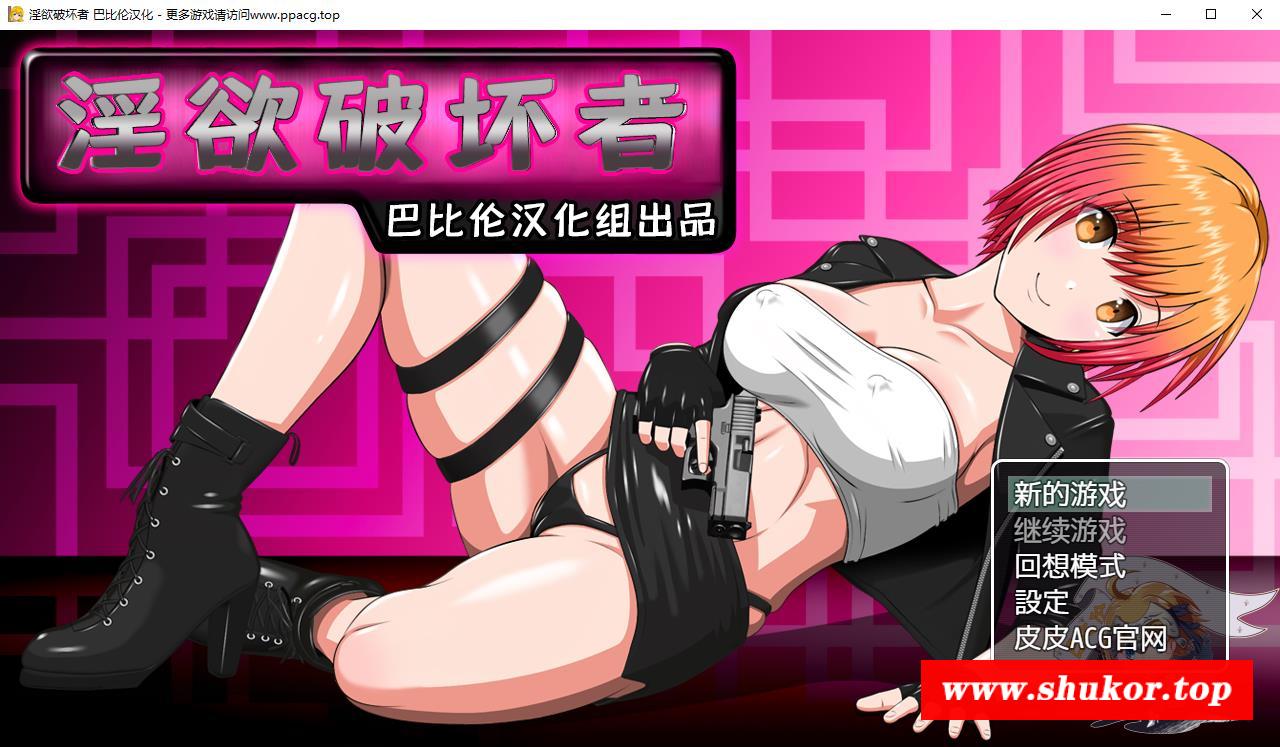 淫欲破坏者 巴比伦汉化 - 更多游戏请访问www.ppacg.top
淫欲破坏者
巴比伦汉化组出品
新的游戏
继续游戏
回想模式
設定
皮皮ACG官网
www.shukor.top